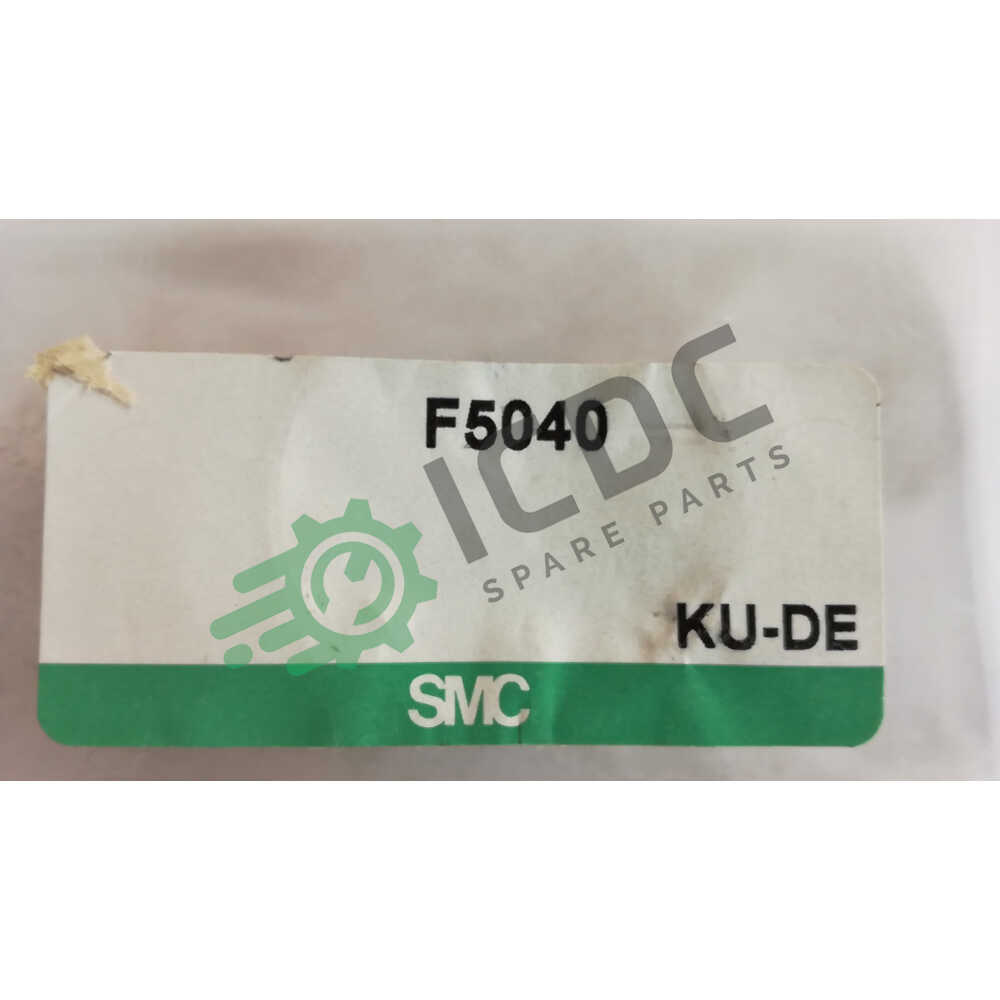 F5040
ICDC
SPARE PARTS
KU-DE
SMC